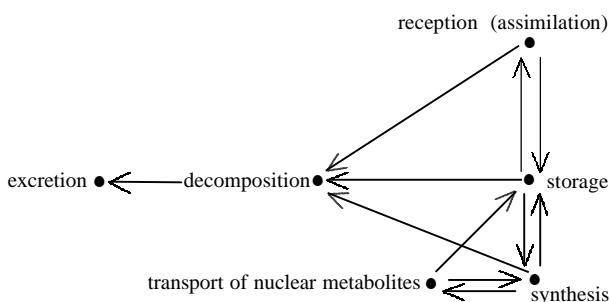 reception (assimilation)
excretion
decomposition
storage
transport of nuclear metabolites
synthesis